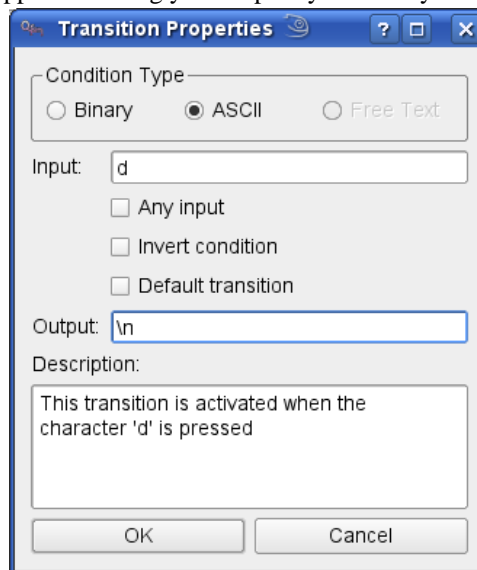 Transition Properties
Condition Type
Binary ASCII Free Text
Input: d
Any input
Invert condition
Default transition
Output: \n
Description:
This transition is activated when the
character 'd' is pressed
OK Cancel